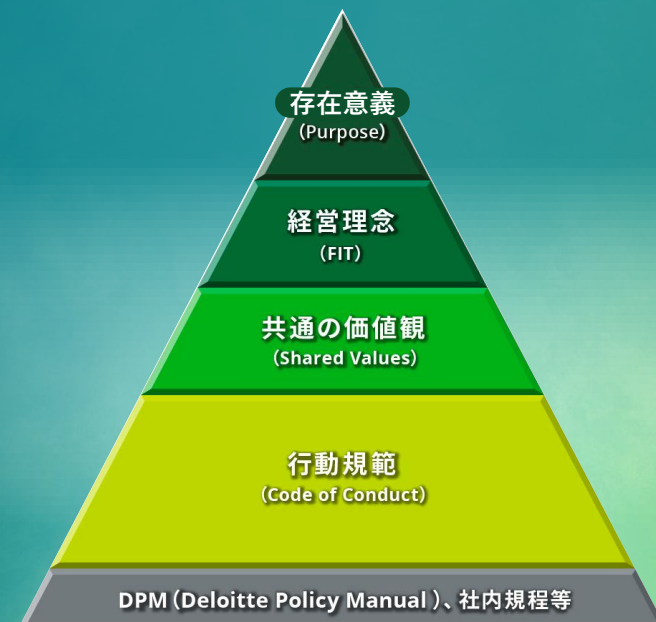 存在意義
（Purpose）
経営理念
（FIT）
共通の価値観
（Shared Values）
行動規範
（Code of Conduct）
DPM（Deloitte Policy Manual ）、社内規程等